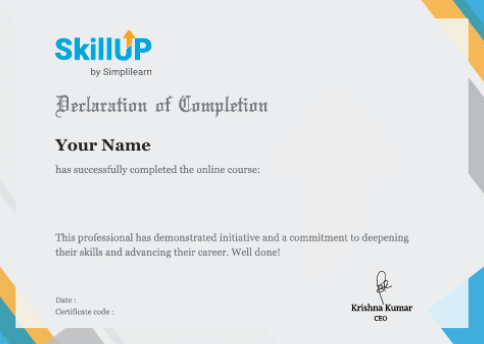 SkillUP
by Simplilearn
Declaration of Completion
Your Name
has successfully completed the online course:
This professional has demonstrated initiative and a commitment to deepening
their skills and advancing their career. Well done!
Date :
Certificate code :
Krishna Kumar
CEO